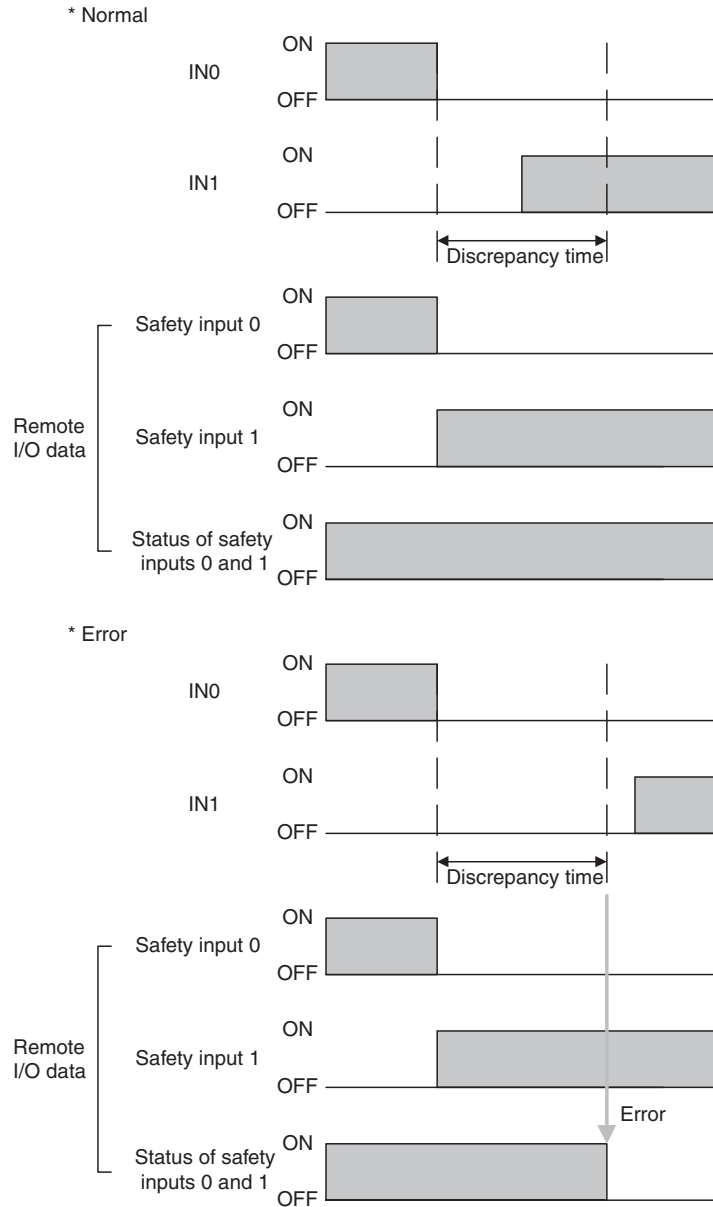 * Normal
ON
IN0
OFF
ON
IN1
OFF
Discrepancy time
ON
Safety input 0
OFF
ON
Remote
I/O data
Safety input 1
OFF
ON
Status of safety
inputs 0 and 1
OFF
* Error
ON
IN0
OFF
ON
IN1
OFF
Discrepancy time
ON
Safety input 0
OFF
ON
Remote
I/O data
Safety input 1
OFF
Error
ON
Status of safety
inputs 0 and 1
OFF